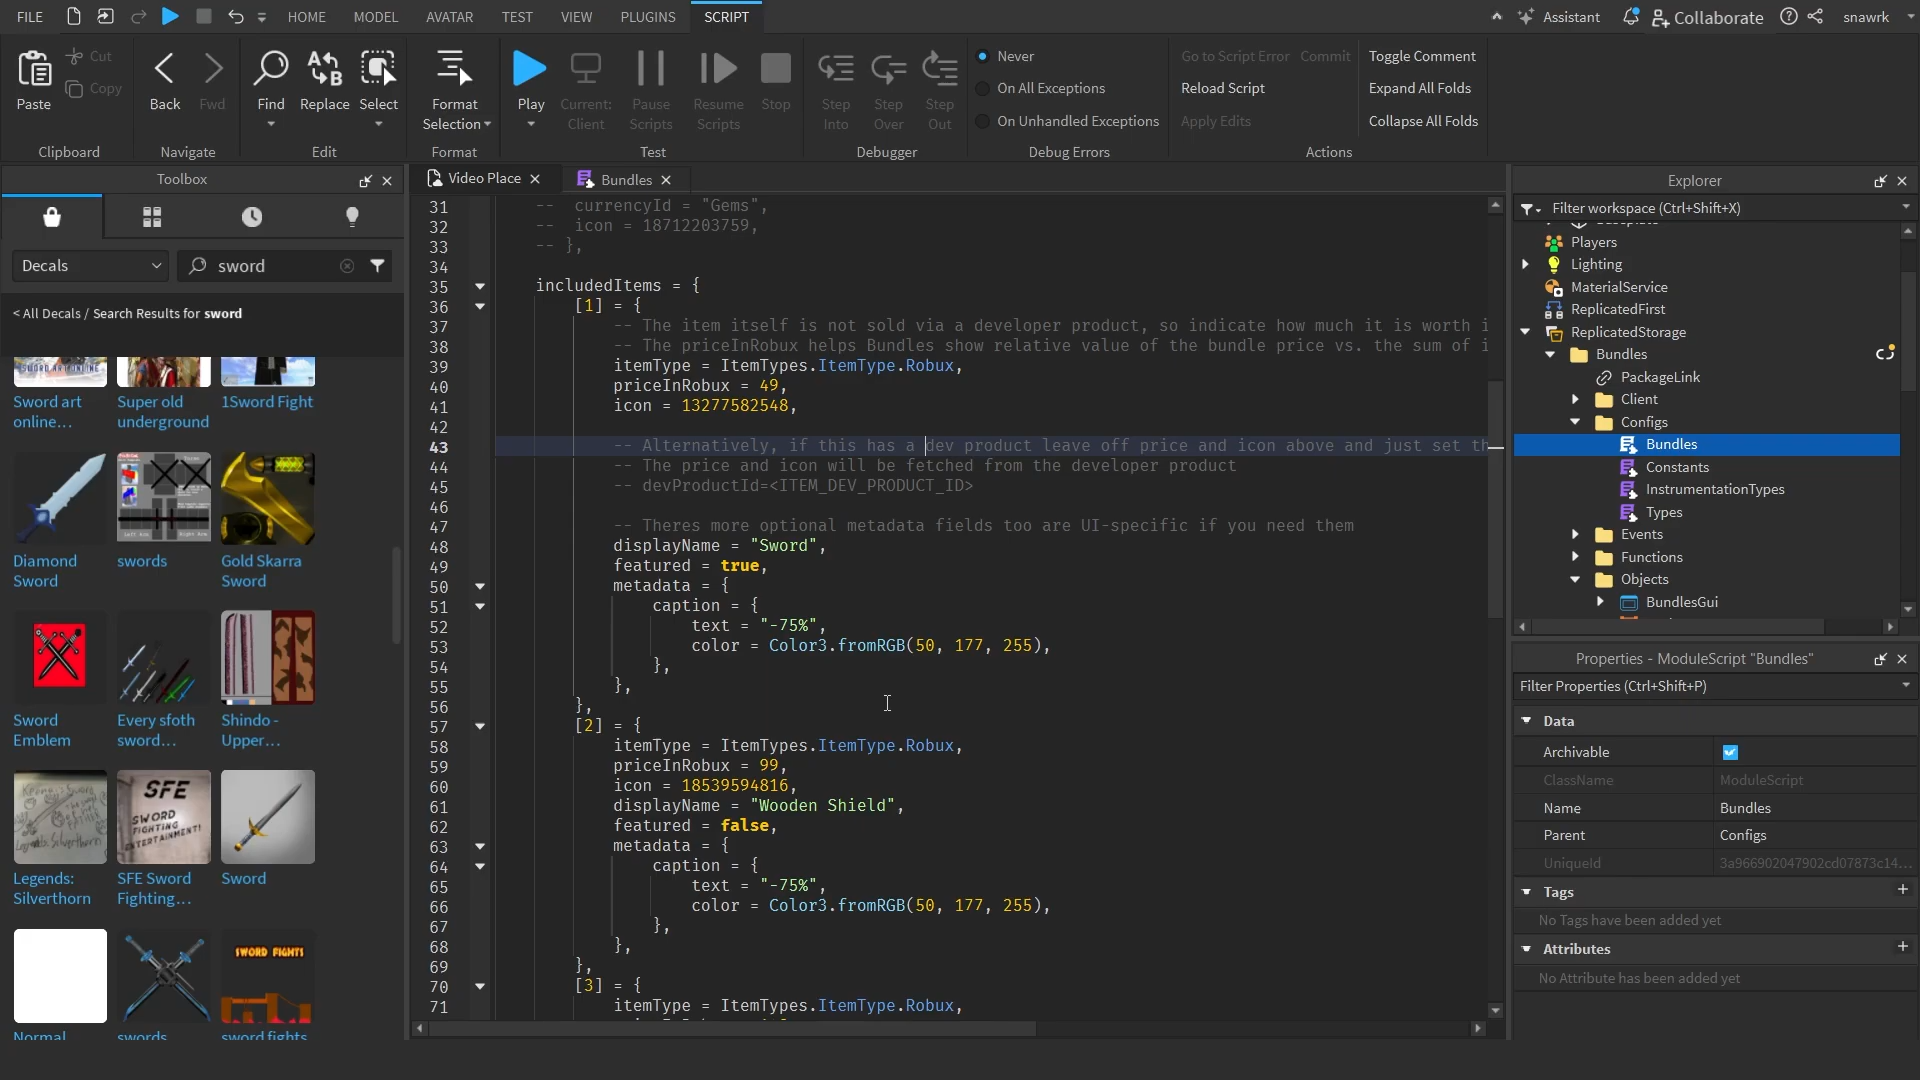 FILE HOME MODEL AVATAR TEST VIEW PLUGINS SCRIPT Assistant Collaborate snawrk
Paste Cut Copy
Clipboard
Back Fwd
Navigate
Find Replace Select
Edit
Format
Selection
Format
Play Current:
Client Pause
Scripts Resume
Scripts Stop
Test
Step
Into Step
Over Step
Out
Debugger
Never
On All Exceptions
On Unhandled Exceptions
Debug Errors
Go to Script Error Commit Toggle Comment
Reload Script Expand All Folds
Apply Edits Collapse All Folds
Actions
Toolbox
Decals sword
< All Decals / Search Results for sword
Sword art
online...
Super old
underground
1Sword Fight
Diamond
Sword
swords
Gold Skarra
Sword
Sword
Emblem
Every sfoth
sword...
Shindo -
Upper...
SFE
SWORD
FIGHTING
ENTERTAINMENT!
Legends:
Silverthorn
SFE Sword
Fighting...
Sword
SWORD FIGHTS
Normal
swords
sword fights
Video Place Bundles
31 -- currencyId = "Gems",
32 -- icon = 18712203759,
33 -- },
34
35 includedItems = {
36 [1] = {
37 -- The item itself is not sold via a developer product, so indicate how much it is worth i
38 -- The priceInRobux helps Bundles show relative value of the bundle price vs. the sum of i
39 itemType = ItemTypes.ItemType.Robux,
40 priceInRobux = 49,
41 icon = 13277582548,
42
43 -- Alternatively, if this has a dev product leave off price and icon above and just set th
44 -- The price and icon will be fetched from the developer product
45 -- devProductId=<ITEM_DEV_PRODUCT_ID>
46
47 -- Theres more optional metadata fields too are UI-specific if you need them
48 displayName = "Sword",
49 featured = true,
50 metadata = {
51 caption = {
52 text = "-75%",
53 color = Color3.fromRGB(50, 177, 255),
54 },
55 },
56 },
57 [2] = {
58 itemType = ItemTypes.ItemType.Robux,
59 priceInRobux = 99,
60 icon = 18539594816,
61 displayName = "Wooden Shield",
62 featured = false,
63 metadata = {
64 caption = {
65 text = "-75%",
66 color = Color3.fromRGB(50, 177, 255),
67 },
68 },
69 },
70 [3] = {
71 itemType = ItemTypes.ItemType.Robux,
Explorer
Filter workspace (Ctrl+Shift+X)
Players
Lighting
MaterialService
ReplicatedFirst
ReplicatedStorage
Bundles
PackageLink
Client
Configs
Bundles
Constants
InstrumentationTypes
Types
Events
Functions
Objects
BundlesGui
Properties - ModuleScript "Bundles"
Filter Properties (Ctrl+Shift+P)
Data
Archivable
ClassName ModuleScript
Name Bundles
Parent Configs
UniqueId 3a966902047902cd07873c14...
Tags
No Tags have been added yet
Attributes
No Attribute has been added yet